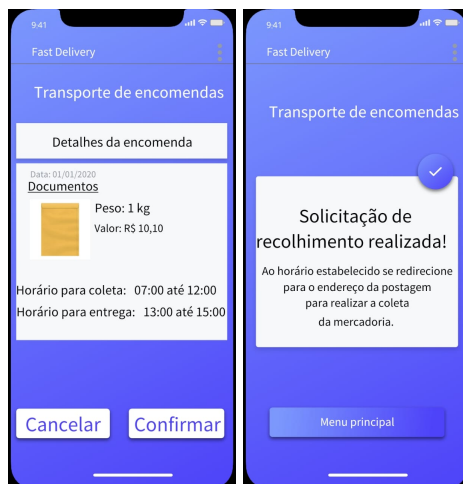 9:41
Fast Delivery
Transporte de encomendas
Detalhes da encomenda
Data: 01/01/2020
Documentos
Peso: 1 kg
Valor: R$ 10,10
Horário para coleta: 07:00 até 12:00
Horário para entrega: 13:00 até 15:00
Cancelar
Confirmar
9:41
Fast Delivery
Transporte de encomendas
Solicitação de
recolhimento realizada!
Ao horário estabelecido se redirecione
para o endereço da postagem
para realizar a coleta
da mercadoria.
Menu principal